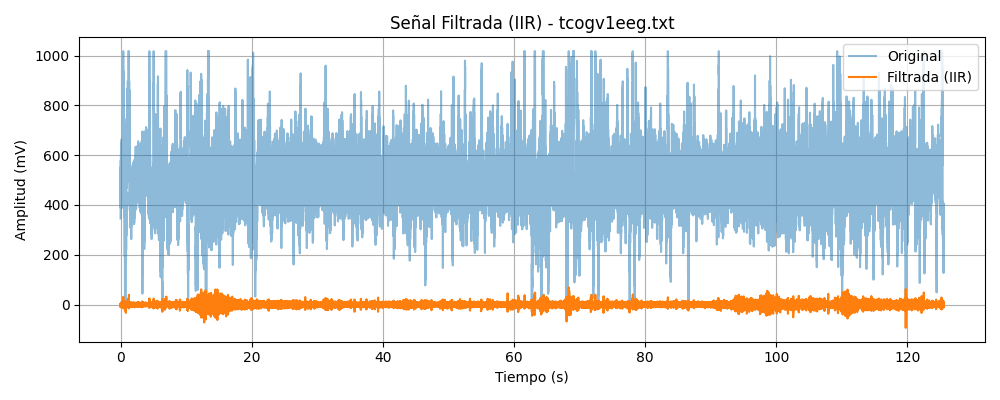 Señal Filtrada (IIR) - tcogv1eeg.txt
Original
Filtrada (IIR)
Amplitud (mV)
1000
800
600
400
200
0
0 20 40 60 80 100 120
Tiempo (s)